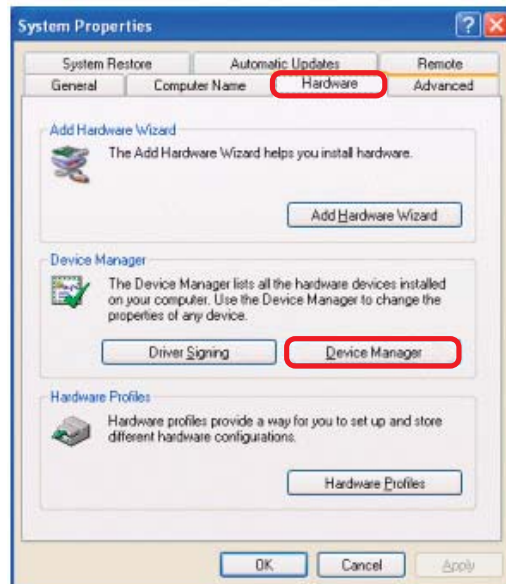 System Properties
System Restore Automatic Updates Remote
General Computer Name Hardware Advanced
Add Hardware Wizard
The Add Hardware Wizard helps you install hardware.
Add Hardware Wizard
Device Manager
The Device Manager lists all the hardware devices installed
on your computer. Use the Device Manager to change the
properties of any device.
Driver Signing Device Manager
Hardware Profiles
Hardware profiles provide a way for you to set up and store
different hardware configurations.
Hardware Profiles
OK Cancel Apply